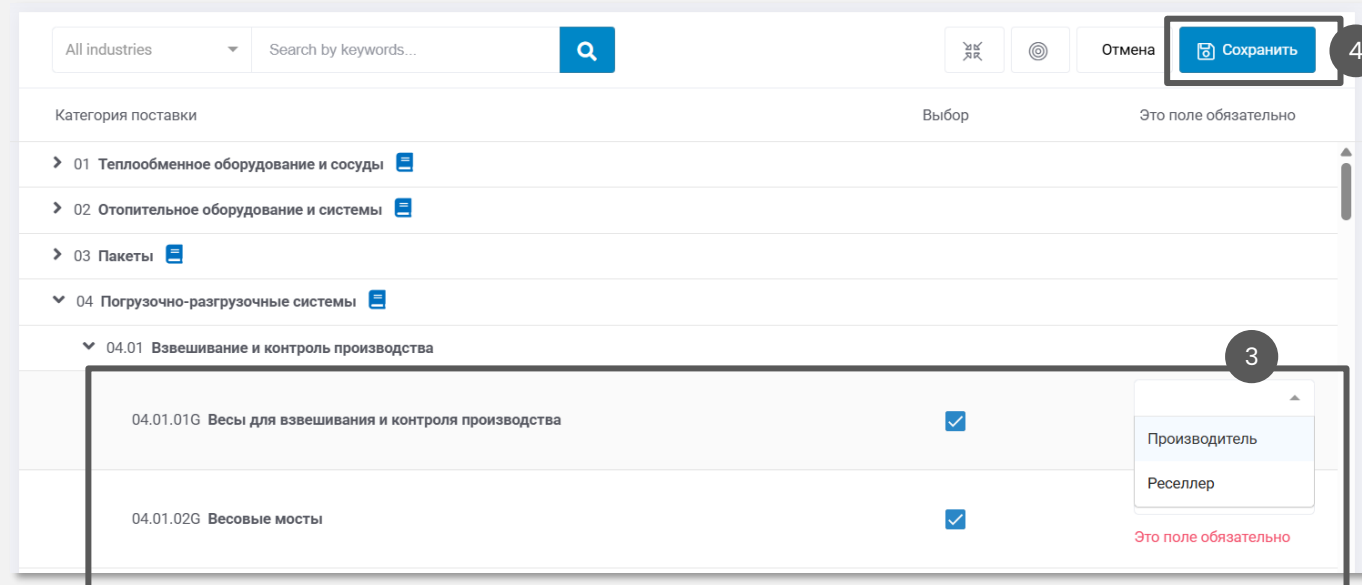 All industries Search by keywords... Отмена Сохранить 4
Категория поставки Выбор Это поле обязательно
01 Теплообменное оборудование и сосуды
02 Отопительное оборудование и системы
03 Пакеты
04 Погрузочно-разгрузочные системы
04.01 Взвешивание и контроль производства
3
04.01.01G Весы для взвешивания и контроля производства
Производитель
Реселлер
04.01.02G Весовые мосты
Это поле обязательно